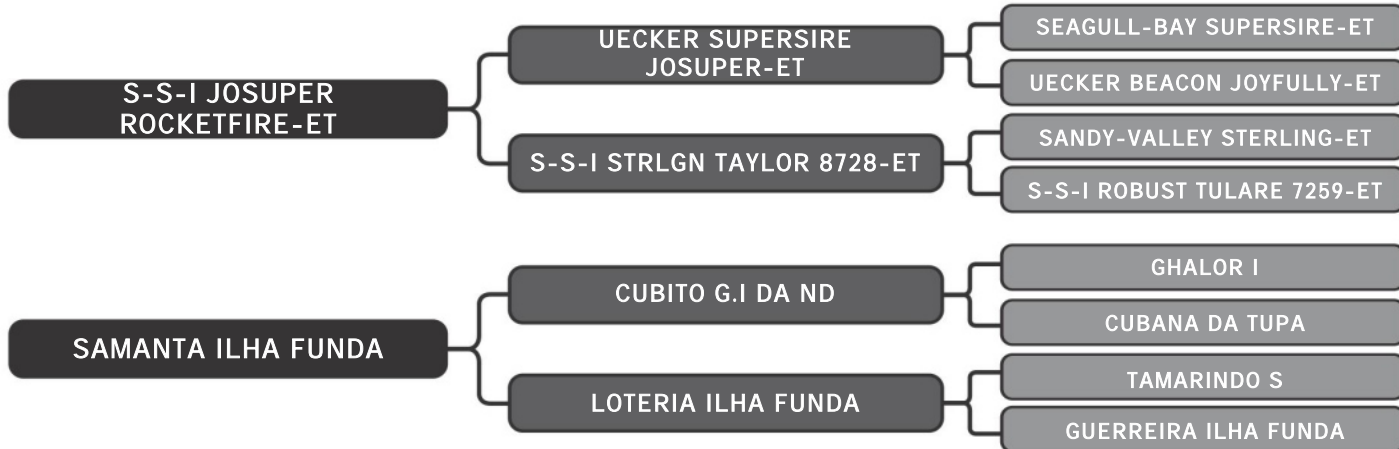 S-S-I JOSUPER
ROCKETFIRE-ET
UECKER SUPERSIRE
JOSUPER-ET
SEAGULL-BAY SUPERSIRE-ET
UECKER BEACON JOYFULLY-ET
S-S-I STRLGN TAYLOR 8728-ET
SANDY-VALLEY STERLING-ET
S-S-I ROBUST TULARE 7259-ET
SAMANTA ILHA FUNDA
CUBITO G.I DA ND
GHALOR I
CUBANA DA TUPA
LOTERIA ILHA FUNDA
TAMARINDO S
GUERREIRA ILHA FUNDA